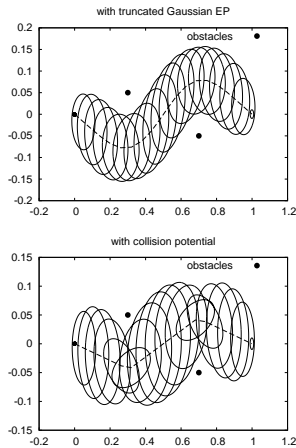 with truncated Gaussian EP
0.2
obstacles
0.15
0.1
0.05
0
-0.05
-0.1
-0.15
-0.2
-0.2 0 0.2 0.4 0.6 0.8 1 1.2
with collision potential
0.15
obstacles
0.1
0.05
0
-0.05
-0.1
-0.15
-0.2 0 0.2 0.4 0.6 0.8 1 1.2